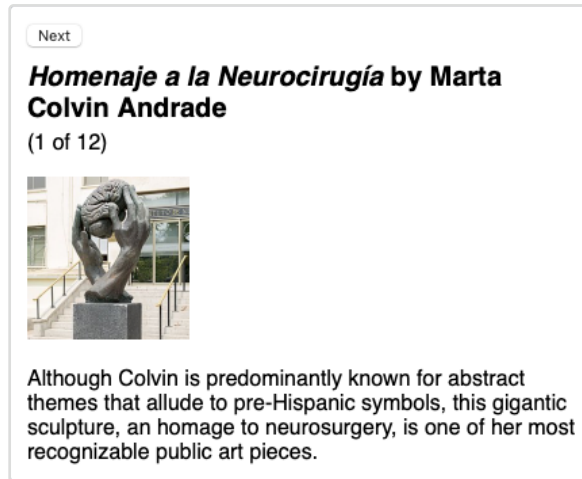 Next
Homenaje a la Neurocirugía by Marta
Colvin Andrade
(1 of 12)
Although Colvin is predominantly known for abstract
themes that allude to pre-Hispanic symbols, this gigantic
sculpture, an homage to neurosurgery, is one of her most
recognizable public art pieces.